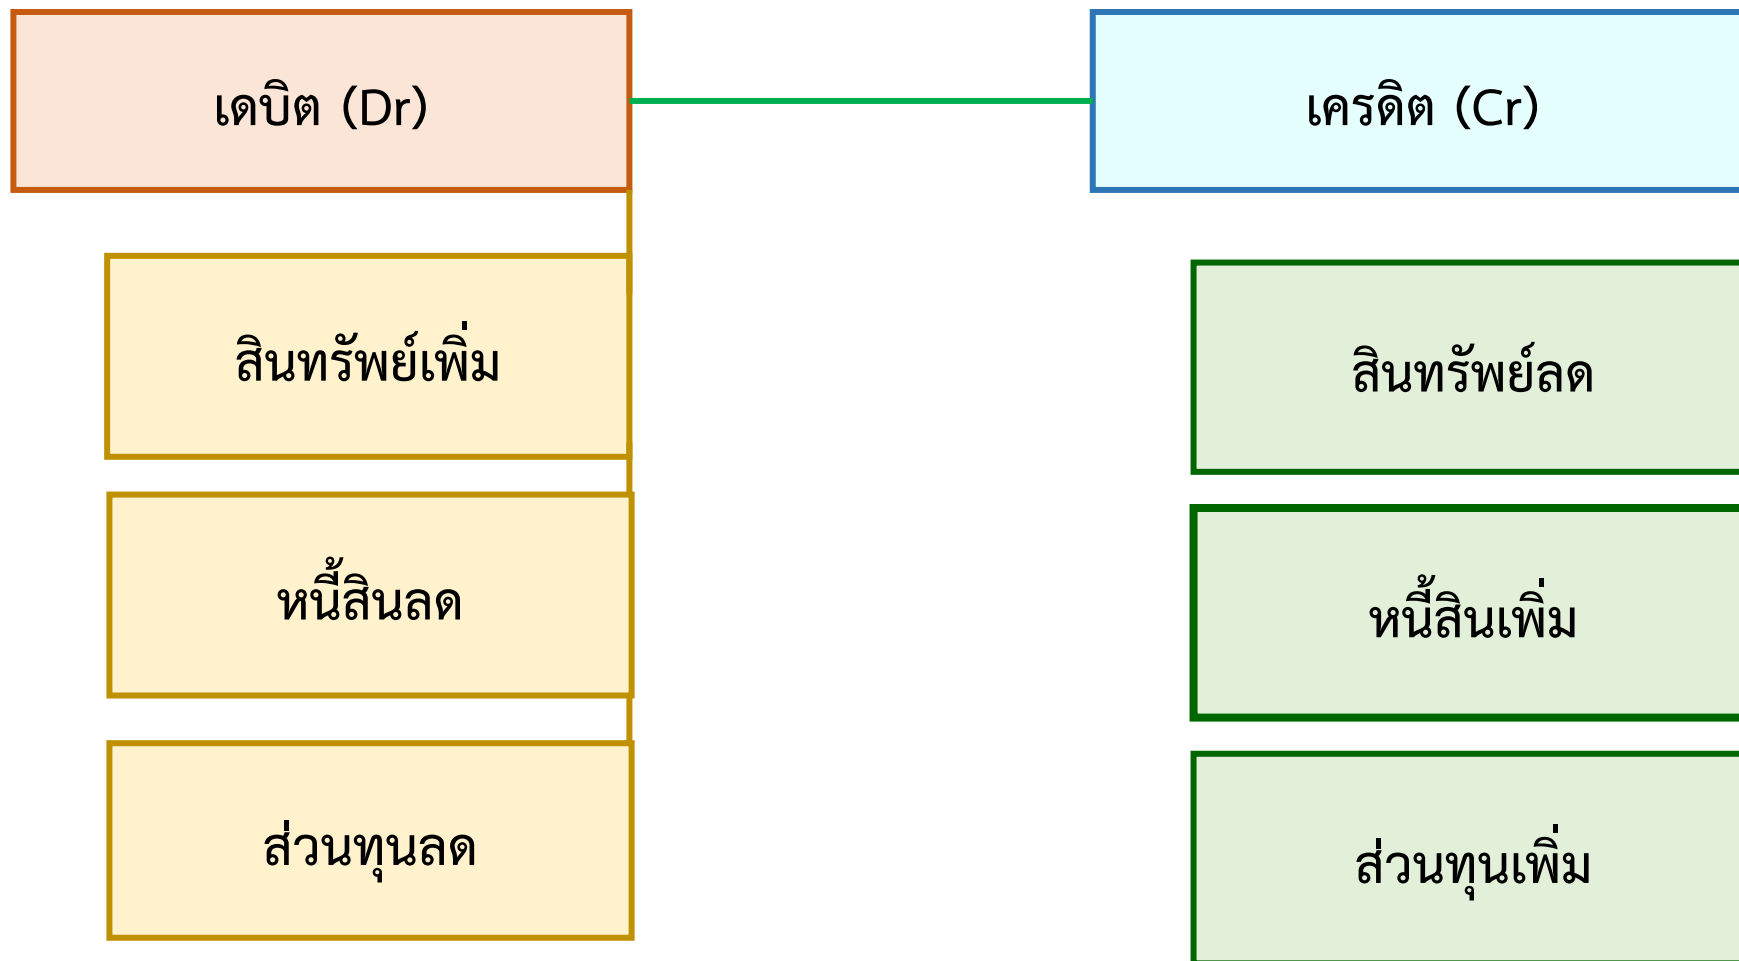 เดบิต (Dr)
เครดิต (Cr)
สินทรัพย์เพิ่ม
สินทรัพย์ลด
หนี้สินลด
หนี้สินเพิ่ม
ส่วนทุนลด
ส่วนทุนเพิ่ม